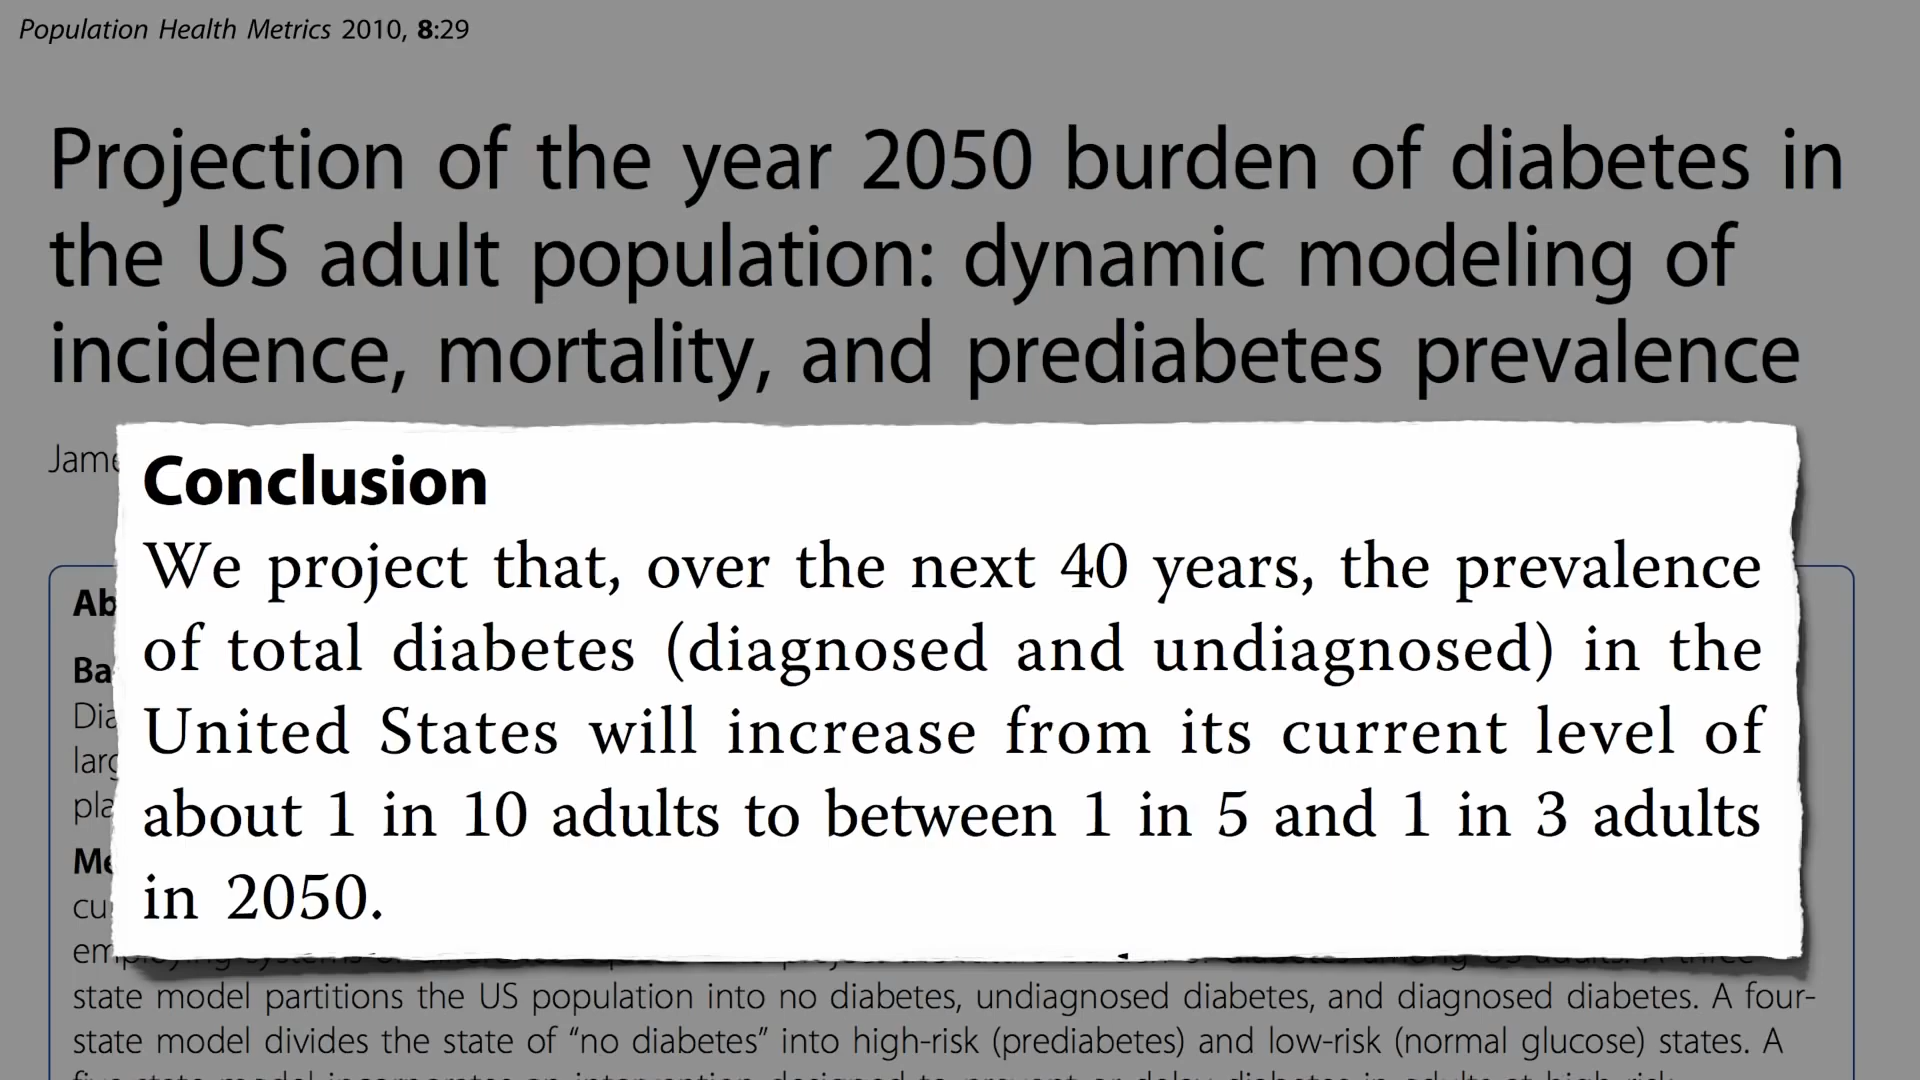 Population Health Metrics 2010, 8:29
Projection of the year 2050 burden of diabetes in
the US adult population: dynamic modeling of
incidence, mortality, and prediabetes prevalence
Conclusion
We project that, over the next 40 years, the prevalence
of total diabetes (diagnosed and undiagnosed) in the
United States will increase from its current level of
about 1 in 10 adults to between 1 in 5 and 1 in 3 adults
in 2050.
state model partitions the US population into no diabetes, undiagnosed diabetes, and diagnosed diabetes. A four-
state model divides the state of “no diabetes” into high-risk (prediabetes) and low-risk (normal glucose) states. A